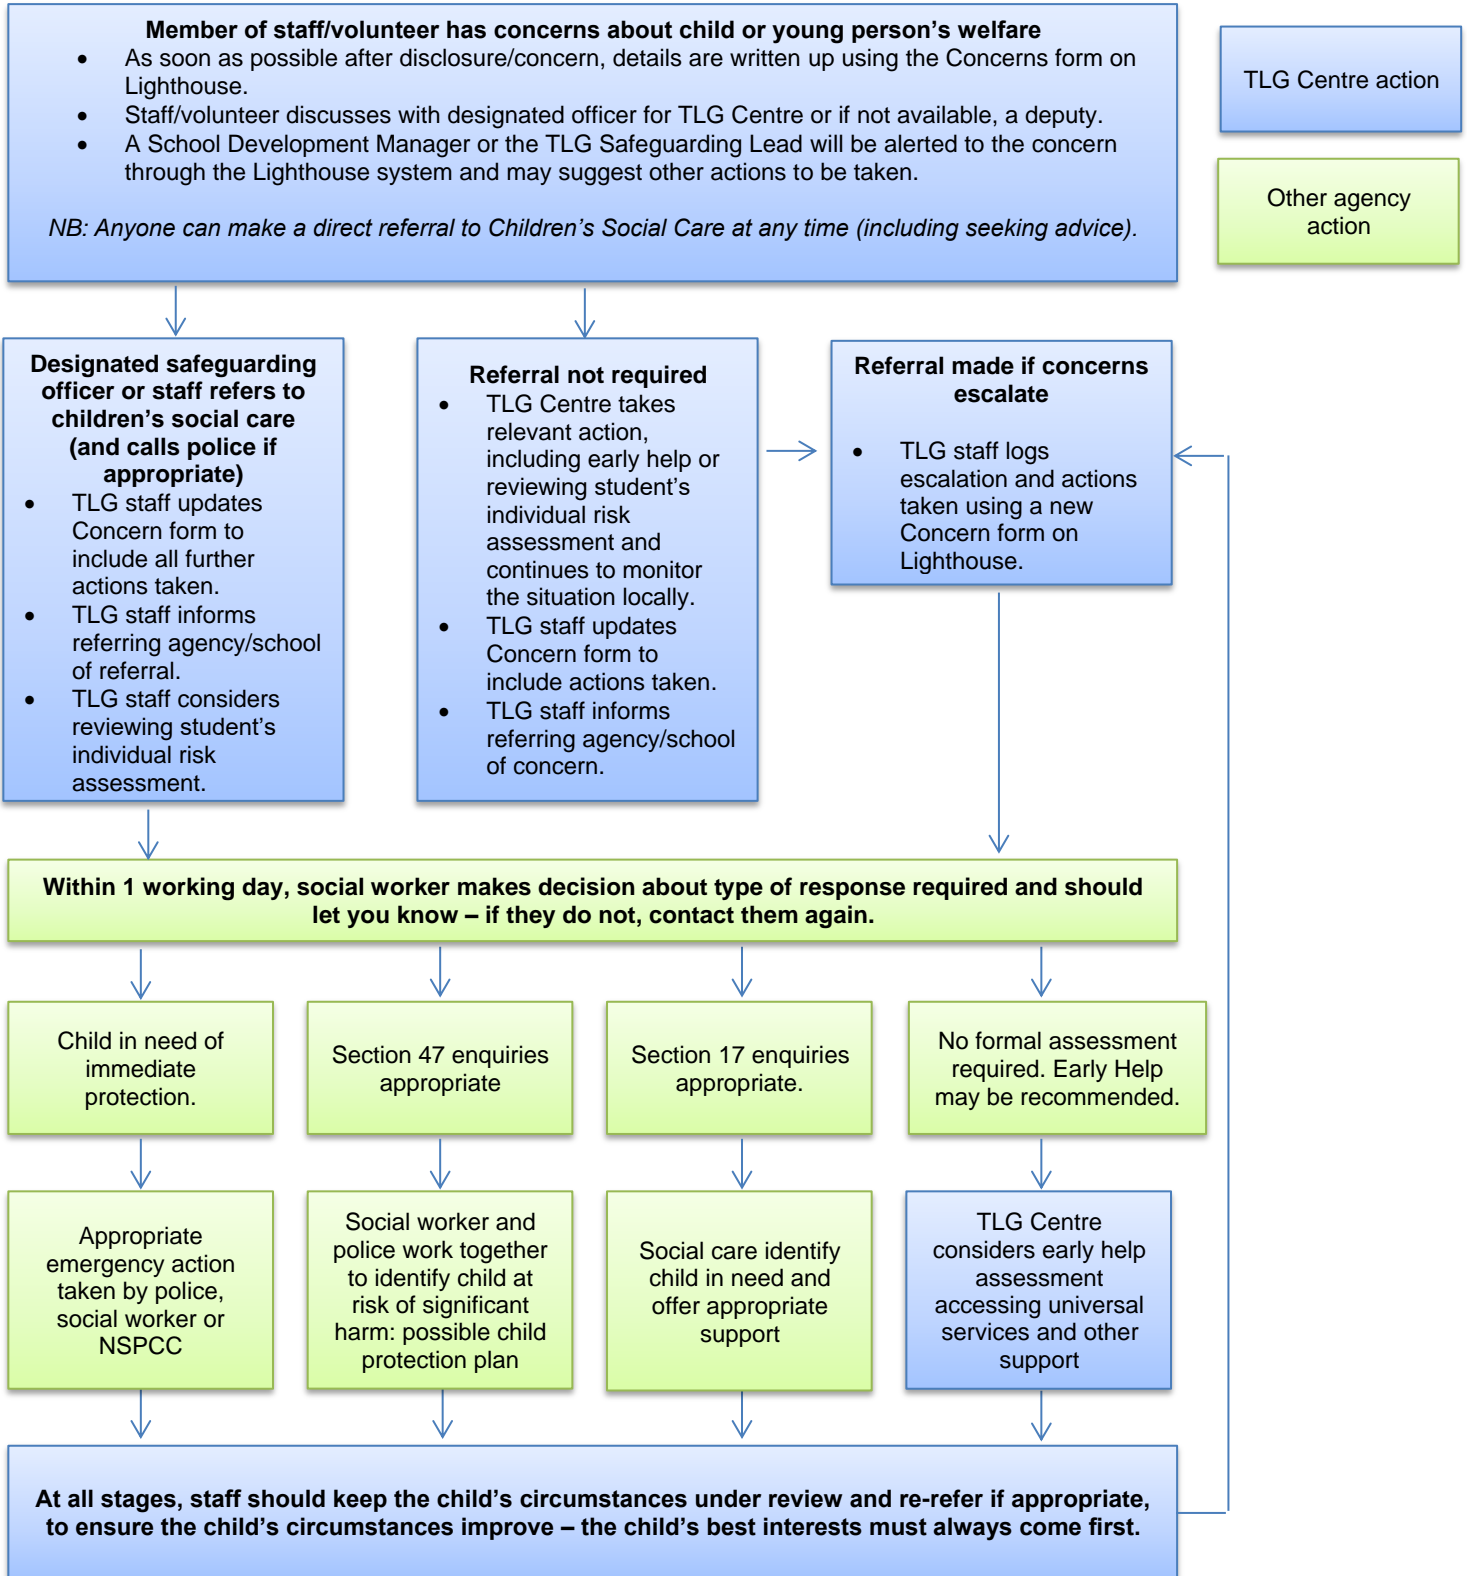 Member of staff/volunteer has concerns about child or young person’s welfare
• As soon as possible after disclosure/concern, details are written up using the Concerns form on
Lighthouse.
• Staff/volunteer discusses with designated officer for TLG Centre or if not available, a deputy.
• A School Development Manager or the TLG Safeguarding Lead will be alerted to the concern
through the Lighthouse system and may suggest other actions to be taken.
NB: Anyone can make a direct referral to Children’s Social Care at any time (including seeking advice).
TLG Centre action
Other agency
action
Designated safeguarding
officer or staff refers to
children’s social care
(and calls police if
appropriate)
• TLG staff updates
Concern form to
include all further
actions taken.
• TLG staff informs
referring agency/school
of referral.
• TLG staff considers
reviewing student’s
individual risk
assessment.
Referral not required
• TLG Centre takes
relevant action,
including early help or
reviewing student’s
individual risk
assessment and
continues to monitor
the situation locally.
• TLG staff updates
Concern form to
include actions taken.
• TLG staff informs
referring agency/school
of concern.
Referral made if concerns
escalate
• TLG staff logs
escalation and actions
taken using a new
Concern form on
Lighthouse.
Within 1 working day, social worker makes decision about type of response required and should
let you know – if they do not, contact them again.
Child in need of
immediate
protection.
Section 47 enquiries
appropriate
Section 17 enquiries
appropriate.
No formal assessment
required. Early Help
may be recommended.
Appropriate
emergency action
taken by police,
social worker or
NSPCC
Social worker and
police work together
to identify child at
risk of significant
harm: possible child
protection plan
Social care identify
child in need and
offer appropriate
support
TLG Centre
considers early help
assessment
accessing universal
services and other
support
At all stages, staff should keep the child’s circumstances under review and re-refer if appropriate,
to ensure the child’s circumstances improve – the child’s best interests must always come first.